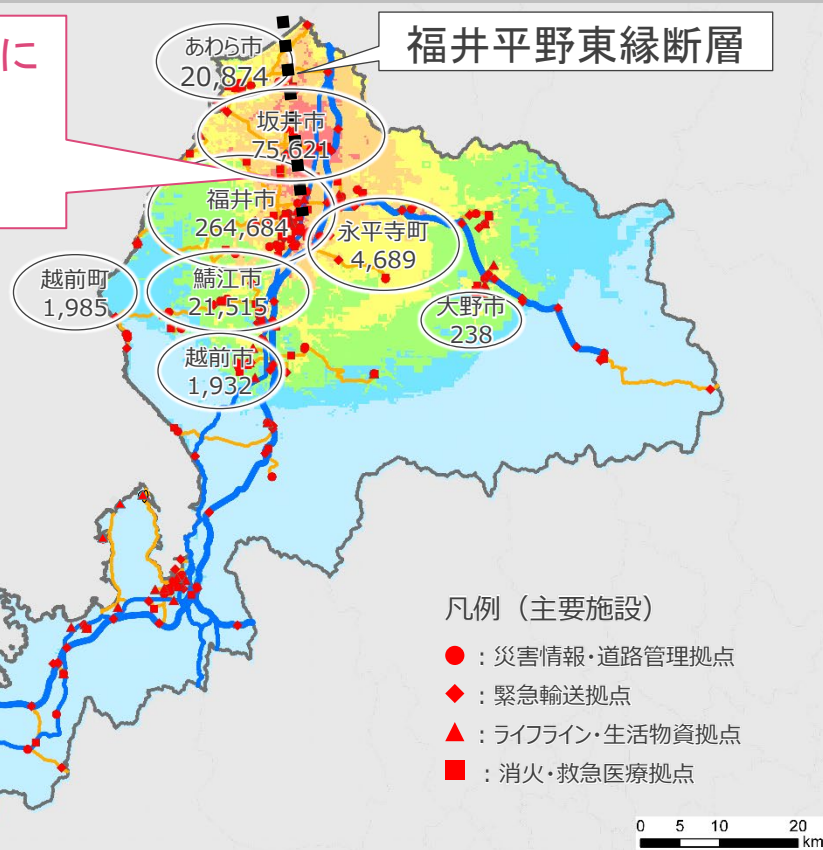 に
福井平野東縁断層
あわら市
20,874
坂井市
75,621
福井市
264,684
永平寺町
4,689
越前町
1,985
鯖江市
21,515
大野市
238
越前市
1,932
凡例（主要施設）
：災害情報・道路管理拠点
：緊急輸送拠点
：ライフライン・生活物資拠点
：消火・救急医療拠点
0 5 10 20
km